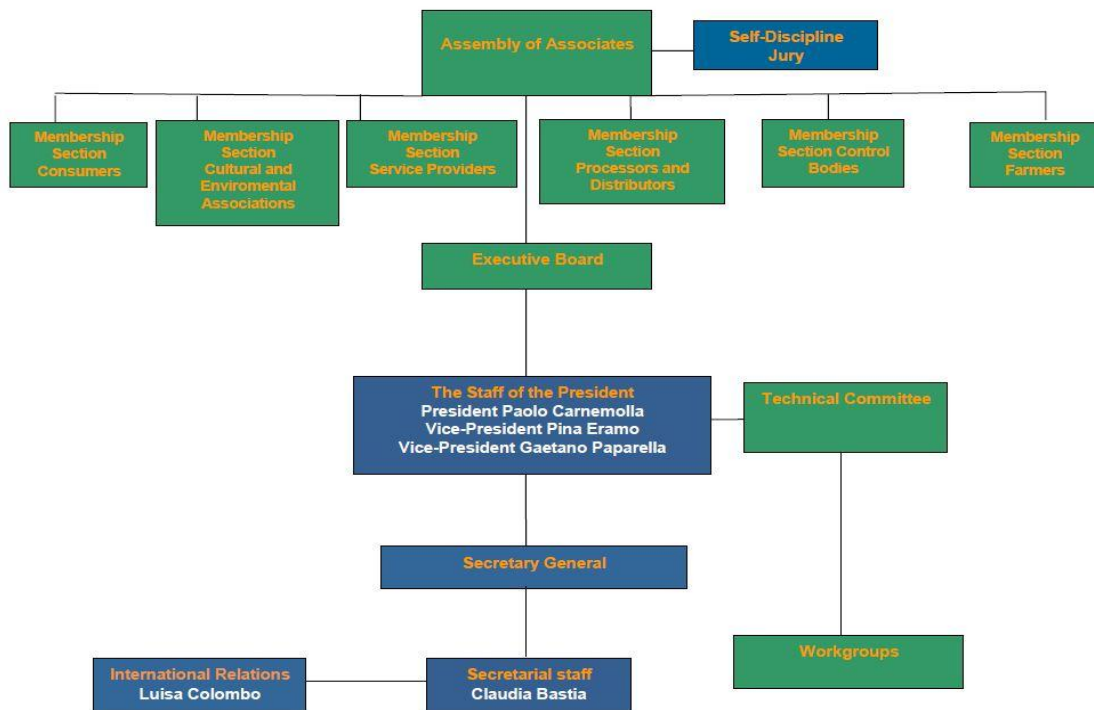 Assembly of Associates
Self-Discipline
Jury
Membership
Section
Consumers
Membership
Section
Cultural and
Enviromental
Associations
Membership
Section
Service Providers
Membership
Section
Processors and
Distributors
Membership
Section Control
Bodies
Membership
Section
Farmers
Executive Board
The Staff of the President
President Paolo Carnemolla
Vice-President Pina Eramo
Vice-President Gaetano Paparella
Technical Committee
Secretary General
Workgroups
International Relations
Luisa Colombo
Secretarial staff
Claudia Bastia